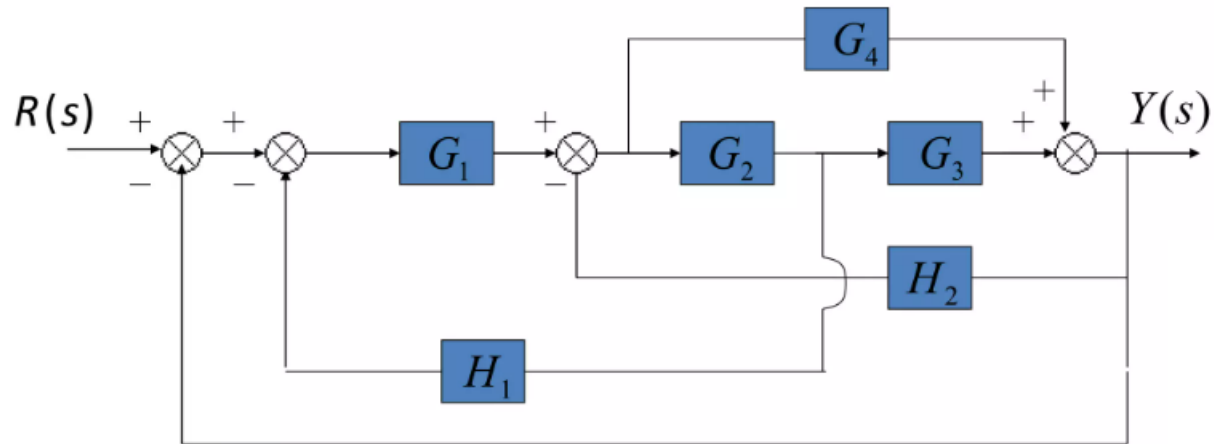 G₄
R(s)
+
−
+
−
G₁
+
−
G₂
G₃
+
+
Y(s)
H₂
H₁